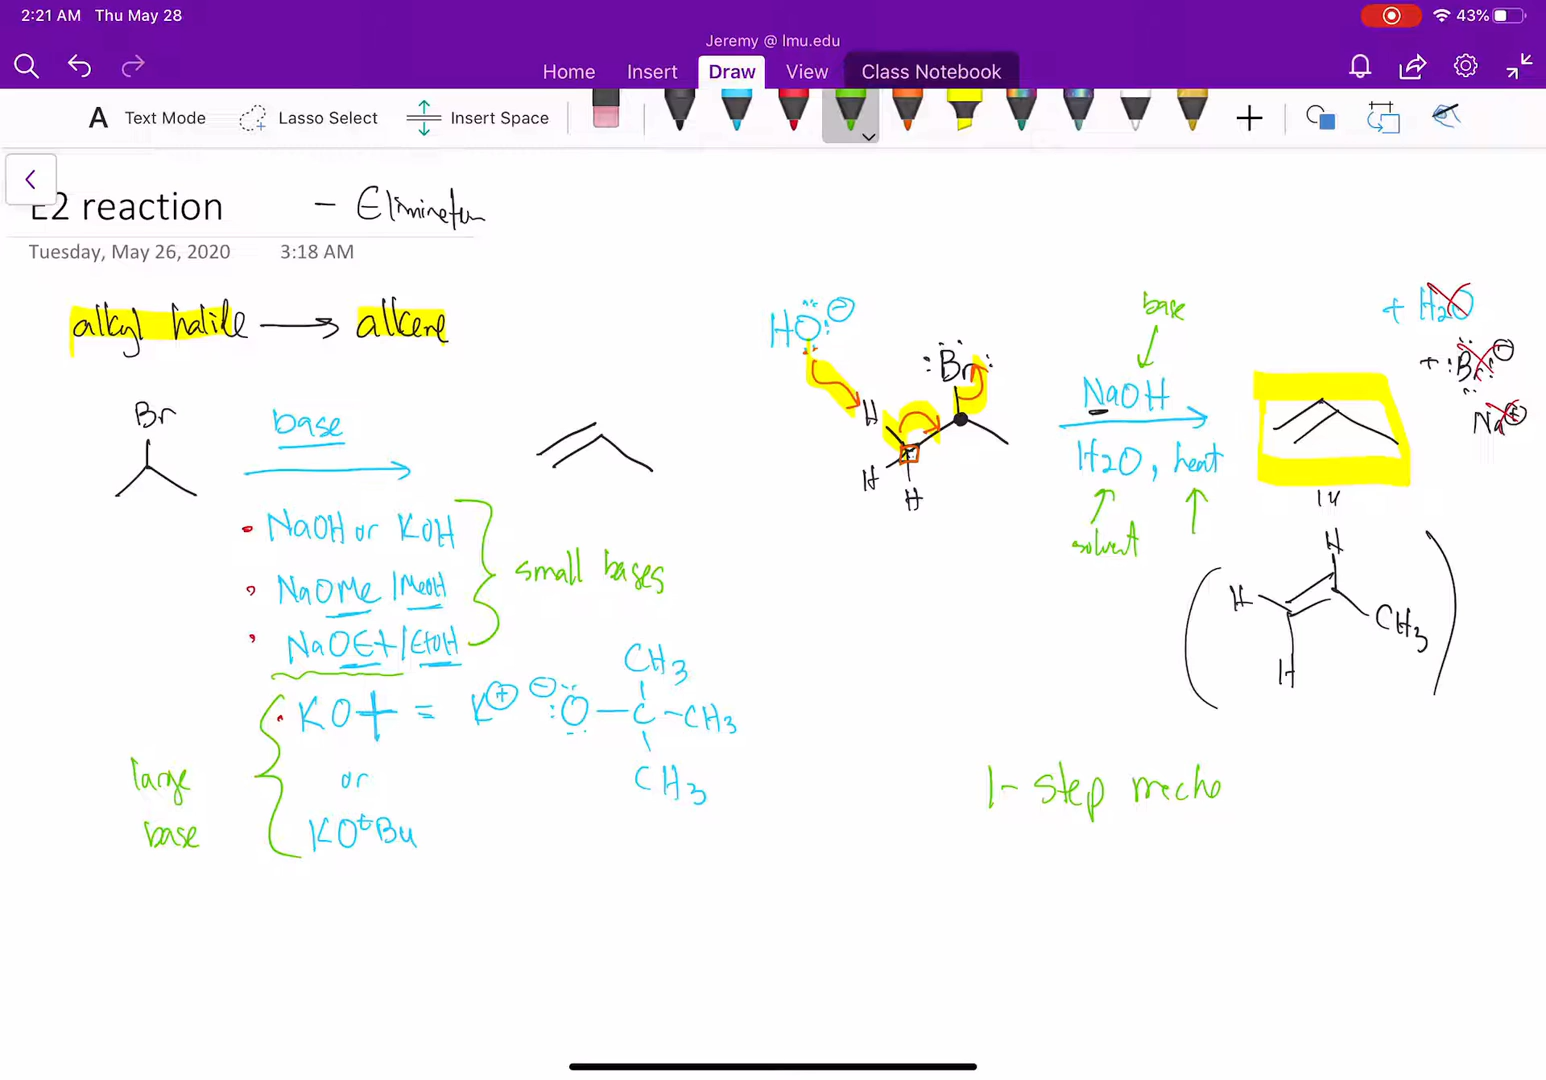 2:21 AM Thu May 28
43%
Jeremy @ lmu.edu
Home Insert Draw View Class Notebook
A Text Mode Lasso Select Insert Space
E2 reaction - Elimination
Tuesday, May 26, 2020 3:18 AM
alkyl halide → alkene
Br
base
• NaOH or KOH
• NaOMe / MeOH
• NaOEt / EtOH
small bases
• KO+ = K⊕ ⊖ :O — C — CH3
CH3
CH3
or
KOtBu
large
base
HO: ⊖
:Br:
H
H
H
base
NaOH
H2O, heat
solvent
+ H2O
+ :Br: ⊖
Na⊕
H
H
CH3
H
1- step mecha